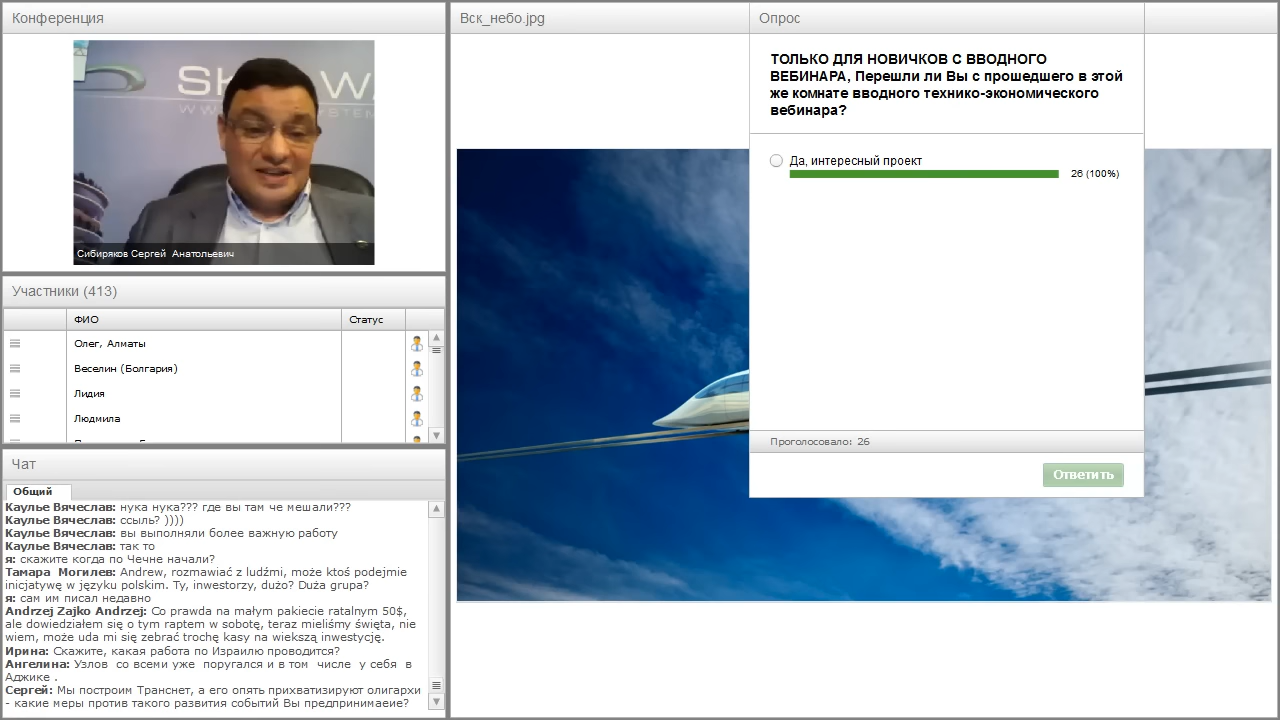 Конференция
SK WA
WW YSTEM
Сибиряков Сергей Анатольевич
Участники (413)
ФИО Статус
Олег, Алматы
Веселин (Болгария)
Лидия
Людмила
Чат
Общий
Каулье Вячеслав: нука нука??? где вы там че мешали???
Каулье Вячеслав: ссыль? ))))
Каулье Вячеслав: вы выполняли более важную работу
Каулье Вячеслав: так то
я: скажите когда по Чечне начали?
Тамара Могилев: Andrew, rozmawiać z ludźmi, może ktoś podejmie
inicjatywę w języku polskim. Ty, inwestorzy, dużo? Duża grupa?
я: сам им писал недавно
Andrzej Zajko Andrzej: Co prawda na małym pakiecie ratalnym 50$,
ale dowiedziałem się o tym raptem w sobotę, teraz mieliśmy święta, nie
wiem, może uda mi się zebrać trochę kasy na wiekszą inwestycję.
Ирина: Скажите, какая работа по Израилю проводится?
Ангелина: Узлов со всеми уже поругался и в том числе у себя в
Аджике .
Сергей: Мы построим Транснет, а его опять прихватизируют олигархи
- какие меры против такого развития событий Вы предпринимаеие?
Вск_небо.jpg
Опрос
ТОЛЬКО ДЛЯ НОВИЧКОВ С ВВОДНОГО
ВЕБИНАРА, Перешли ли Вы с прошедшего в этой
же комнате вводного технико-экономического
вебинара?
Да, интересный проект
26 (100%)
Проголосовало: 26
Ответить